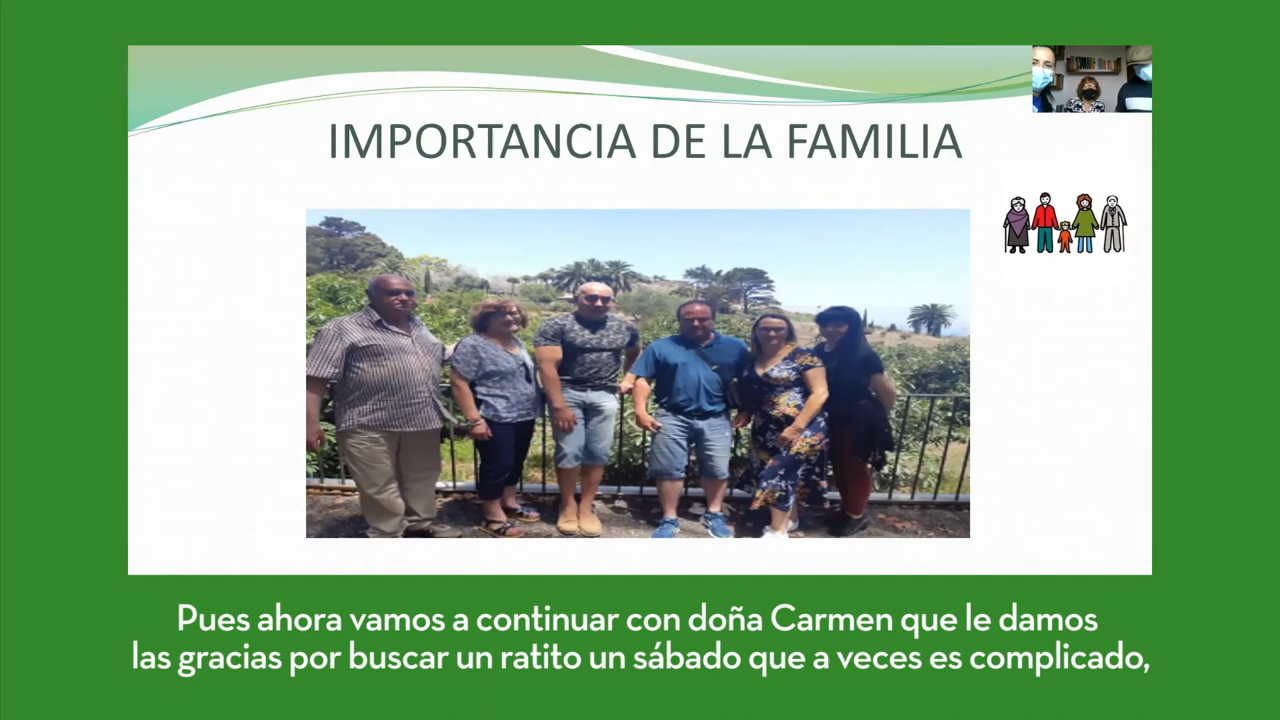 IMPORTANCIA DE LA FAMILIA
Pues ahora vamos a continuar con doña Carmen que le damos
las gracias por buscar un ratito un sábado que a veces es complicado,